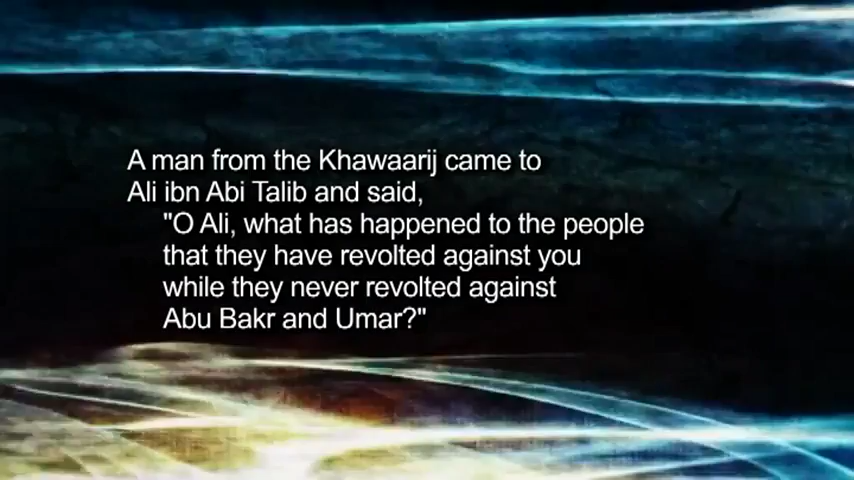 A man from the Khawaarij came to
Ali ibn Abi Talib and said,
"O Ali, what has happened to the people
that they have revolted against you
while they never revolted against
Abu Bakr and Umar?"